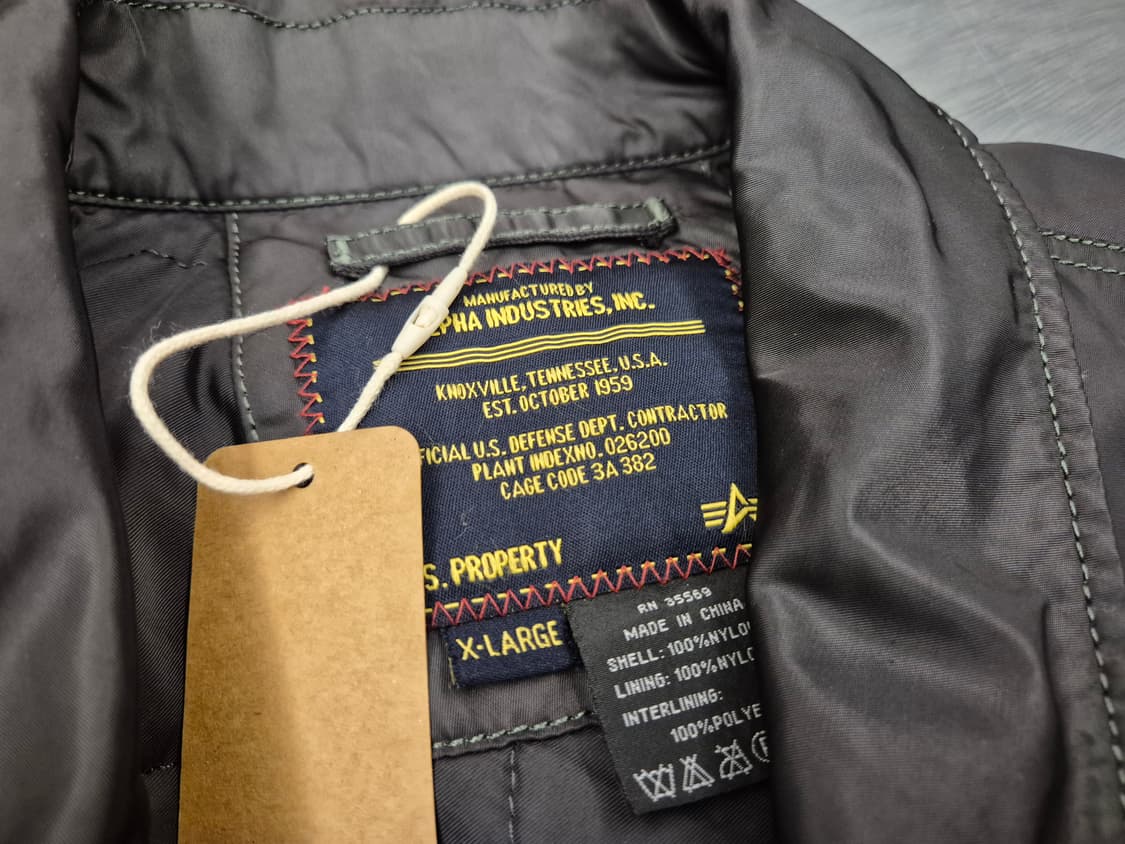 MANUFACTURED BY
PHA INDUSTRIES, INC.
KNOXVILLE, TENNESSEE, U.S.A.
EST. OCTOBER 1959
FICIAL U.S. DEFENSE DEPT. CONTRACTOR
PLANT INDEXNO. 026200
CAGE CODE 3A 382
S. PROPERTY
X-LARGE
RN 35569
MADE IN CHINA
SHELL: 100%NYLO
LINING: 100%NYLO
INTERLINING:
100%POLYE